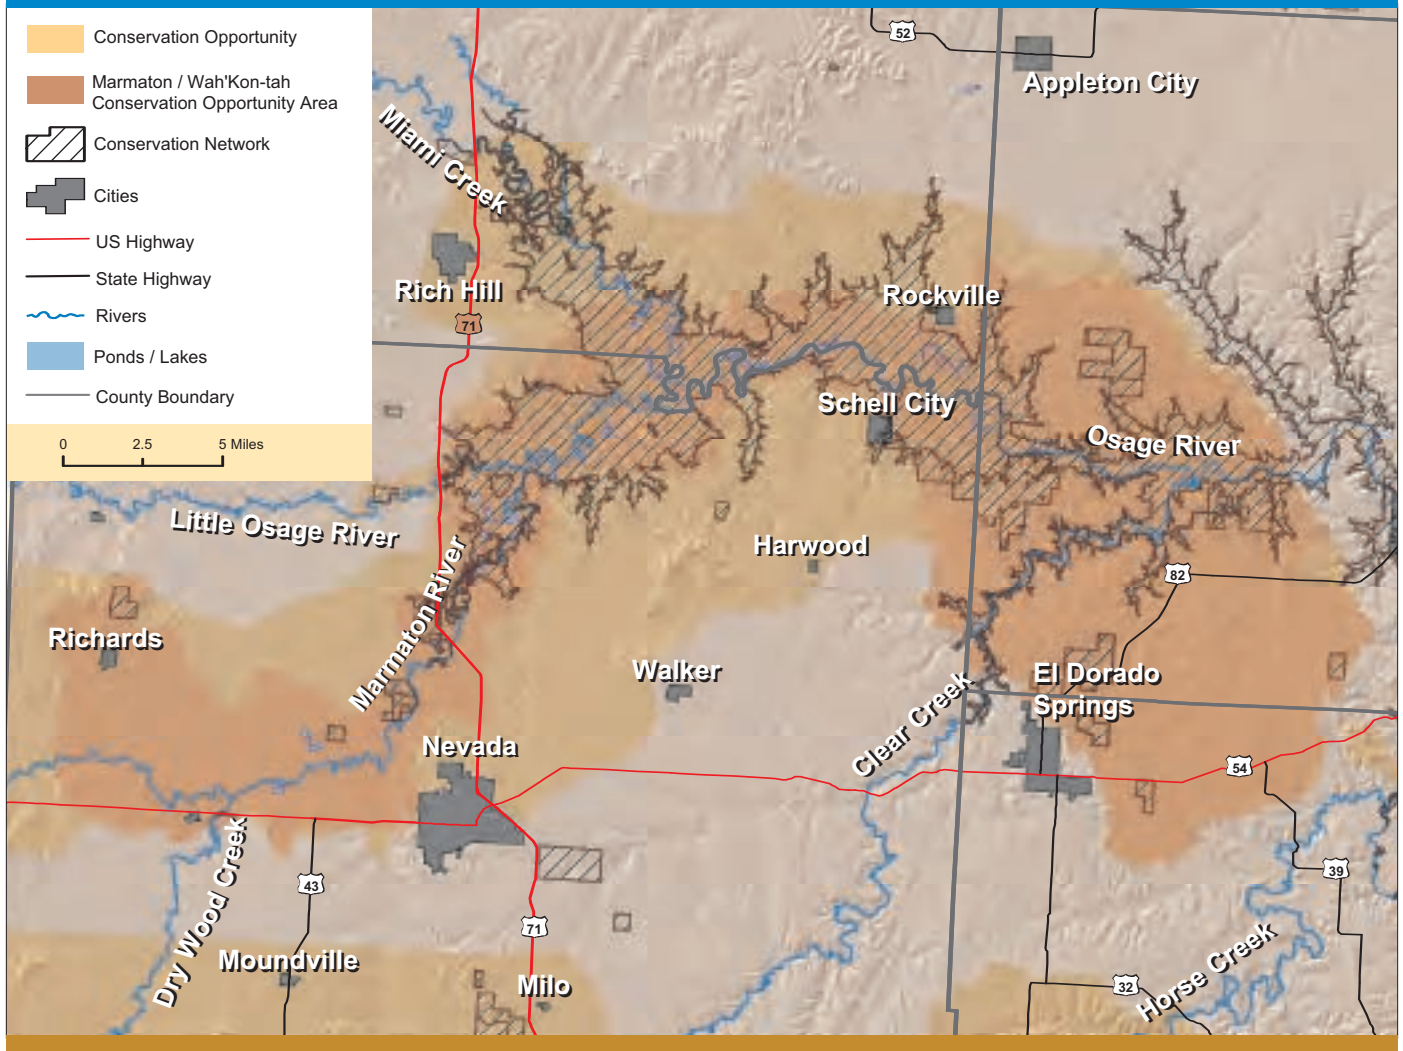 Conservation Opportunity
Marmaton / Wah'Kon-tah
Conservation Opportunity Area
Conservation Network
Cities
US Highway
State Highway
Rivers
Ponds / Lakes
County Boundary
0 2.5 5 Miles
52
Appleton City
Miami Creek
Rich Hill
71
Rockville
Schell City
Osage River
Little Osage River
Harwood
82
Marmaton River
Richards
Walker
El Dorado
Springs
Clear Creek
Nevada
54
Dry Wood Creek
43
39
71
Moundville
Milo
32
Horse Creek